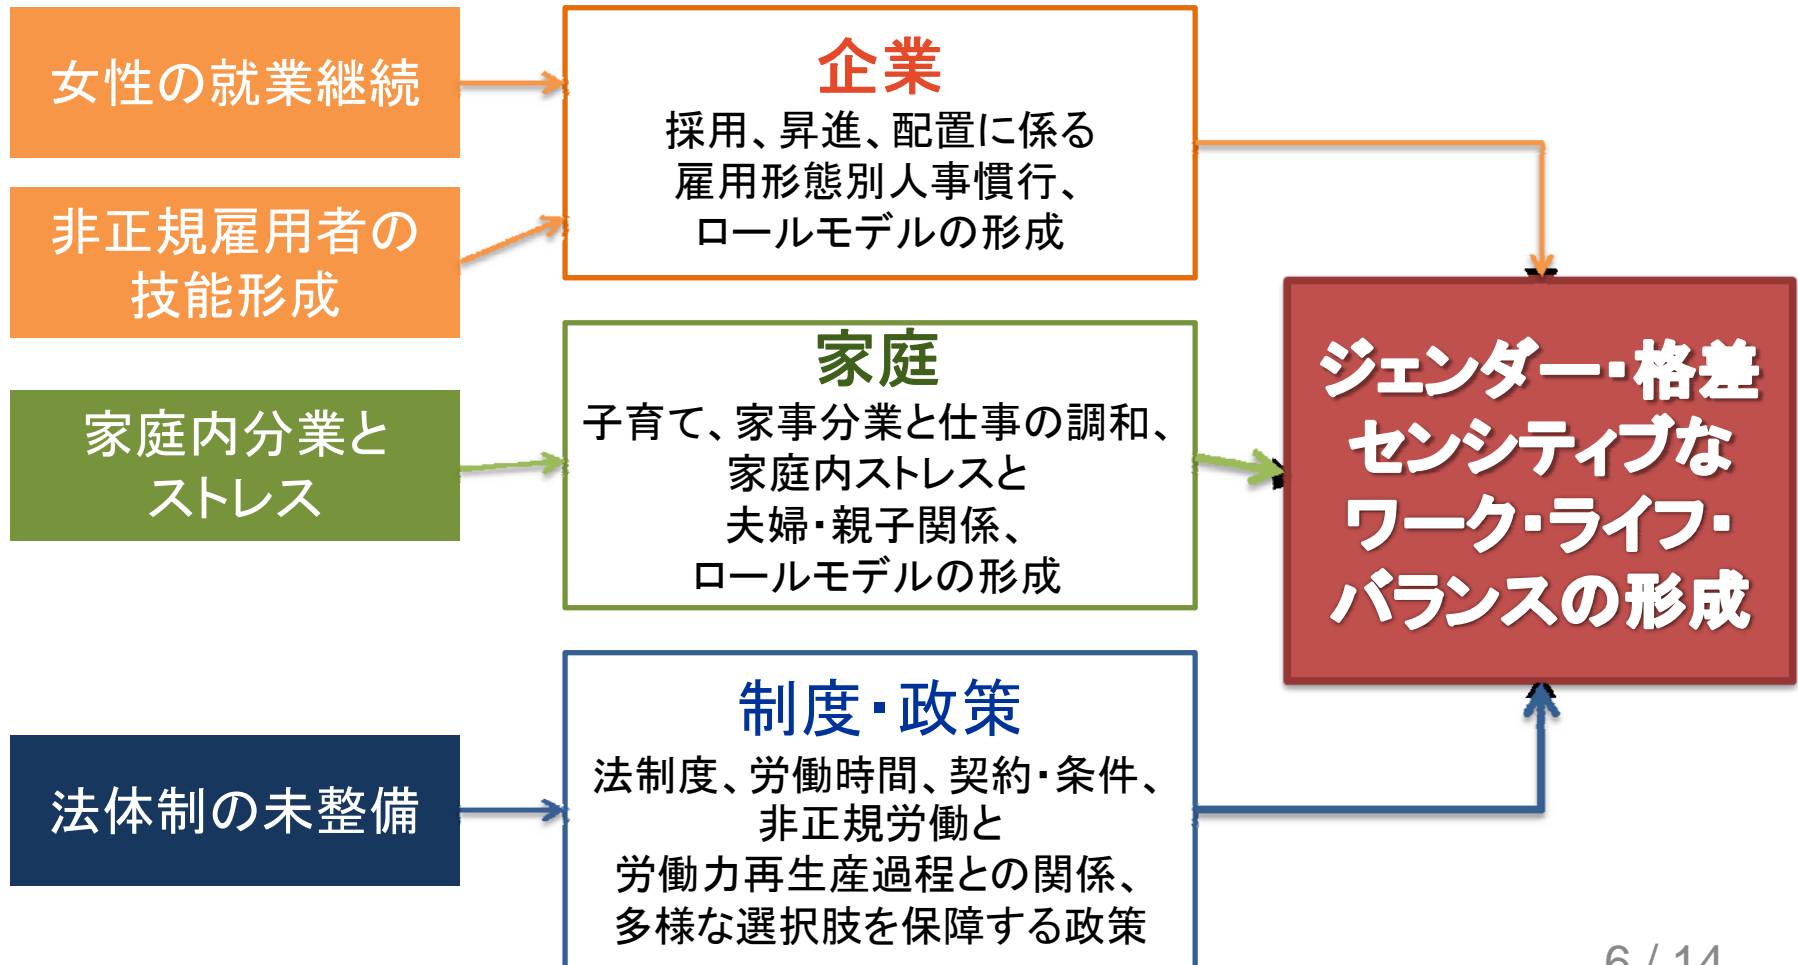 女性の就業継続
非正規雇用者の
技能形成
家庭内分業と
ストレス
法体制の未整備
企業
採用、昇進、配置に係る
雇用形態別人事慣行、
ロールモデルの形成
家庭
子育て、家事分業と仕事の調和、
家庭内ストレスと
夫婦・親子関係、
ロールモデルの形成
制度・政策
法制度、労働時間、契約・条件、
非正規労働と
労働力再生産過程との関係、
多様な選択肢を保障する政策
ジェンダー・格差
センシティブな
ワーク・ライフ・
バランスの形成
6 / 14